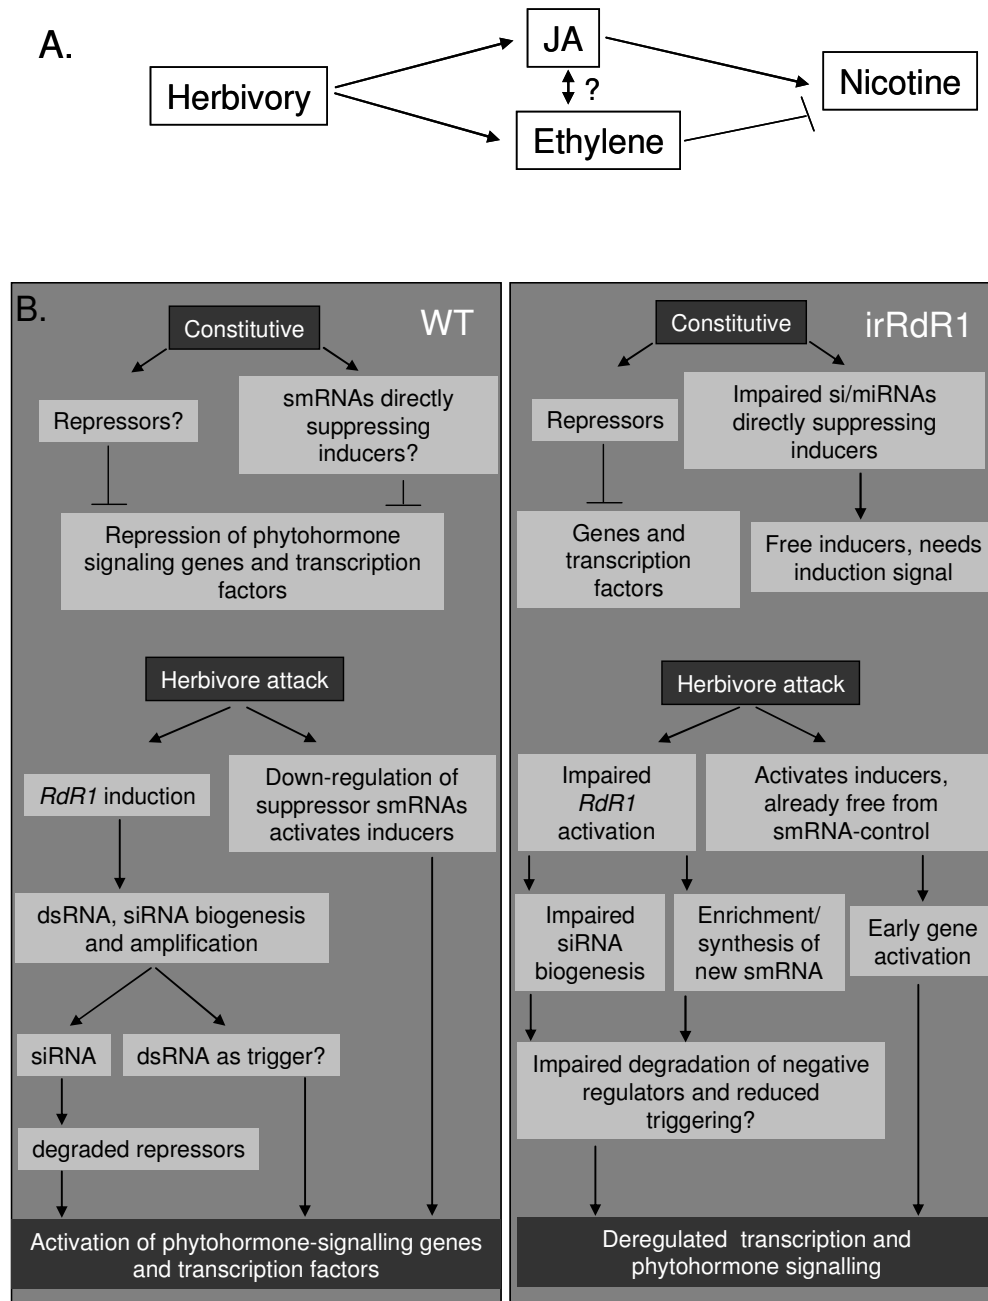 A.
Herbivory
JA
?
Ethylene
Nicotine
B.
WT
Constitutive
Repressors?
smRNAs directly
suppressing
inducers?
Repression of phytohormone
signaling genes and transcription
factors
Herbivore attack
RdR1 induction
Down-regulation of
suppressor smRNAs
activates inducers
dsRNA, siRNA biogenesis
and amplification
siRNA
dsRNA as trigger?
degraded repressors
Activation of phytohormone-signalling genes
and transcription factors
irRdR1
Constitutive
Repressors
Impaired si/miRNAs
directly suppressing
inducers
Genes and
transcription
factors
Free inducers, needs
induction signal
Herbivore attack
Impaired
RdR1
activation
Activates inducers,
already free from
smRNA-control
Impaired
siRNA
biogenesis
Enrichment/
synthesis of
new smRNA
Early gene
activation
Impaired degradation of negative
regulators and reduced
triggering?
Deregulated transcription and
phytohormone signalling